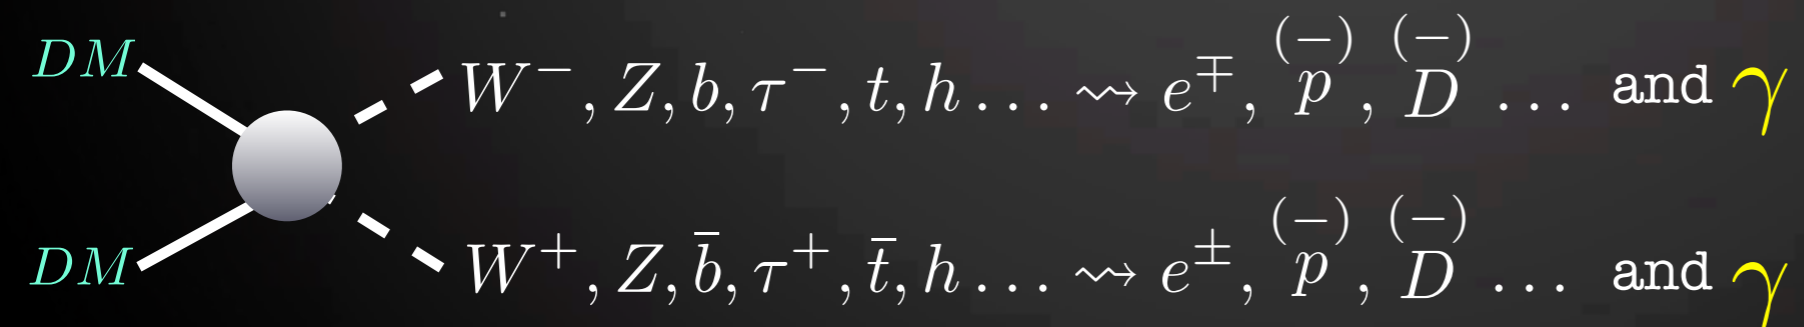 DM W⁻, Z, b, τ⁻, t, h ... ⇝ e^∓, p^(−), D^(−) ... and γ
DM W⁺, Z, b̄, τ⁺, t̄, h ... ⇝ e^±, p^(−), D^(−) ... and γ